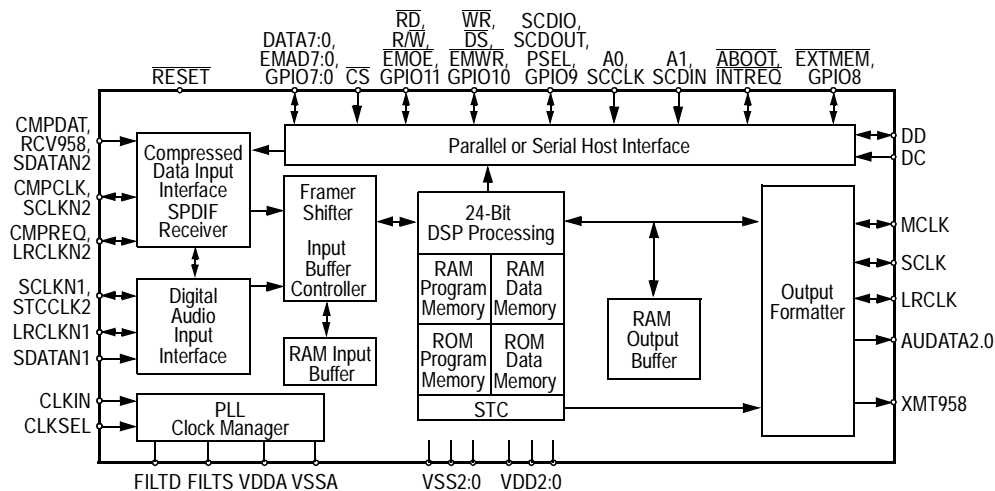 RESET
DATA7:0,
EMAD7:0,
GPIO7:0
CS
RD,
R/W,
EMOE,
GPIO11
WR,
DS,
EMWR,
GPIO10
SCDIO,
SCDOUT,
PSEL,
GPIO9
A0,
SCCLK
A1,
SCDIN
ABOOT,
INTREQ
EXTMEM,
GPIO8
CMPDAT,
RCV958,
SDATAN2
CMPCLK,
SCLKN2
CMPREQ,
LRCLKN2
SCLKN1,
STCCLK2
LRCLKN1
SDATAN1
CLKIN
CLKSEL
Compressed
Data Input
Interface
SPDIF
Receiver
Digital
Audio
Input
Interface
PLL
Clock Manager
Parallel or Serial Host Interface
Framer
Shifter
Input
Buffer
Controller
RAM Input
Buffer
24-Bit
DSP Processing
RAM
Program
Memory
RAM
Data
Memory
ROM
Program
Memory
ROM
Data
Memory
STC
RAM
Output
Buffer
Output
Formatter
DD
DC
MCLK
SCLK
LRCLK
AUDATA2.0
XMT958
FILTD
FILTS
VDDA
VSSA
VSS2:0
VDD2:0